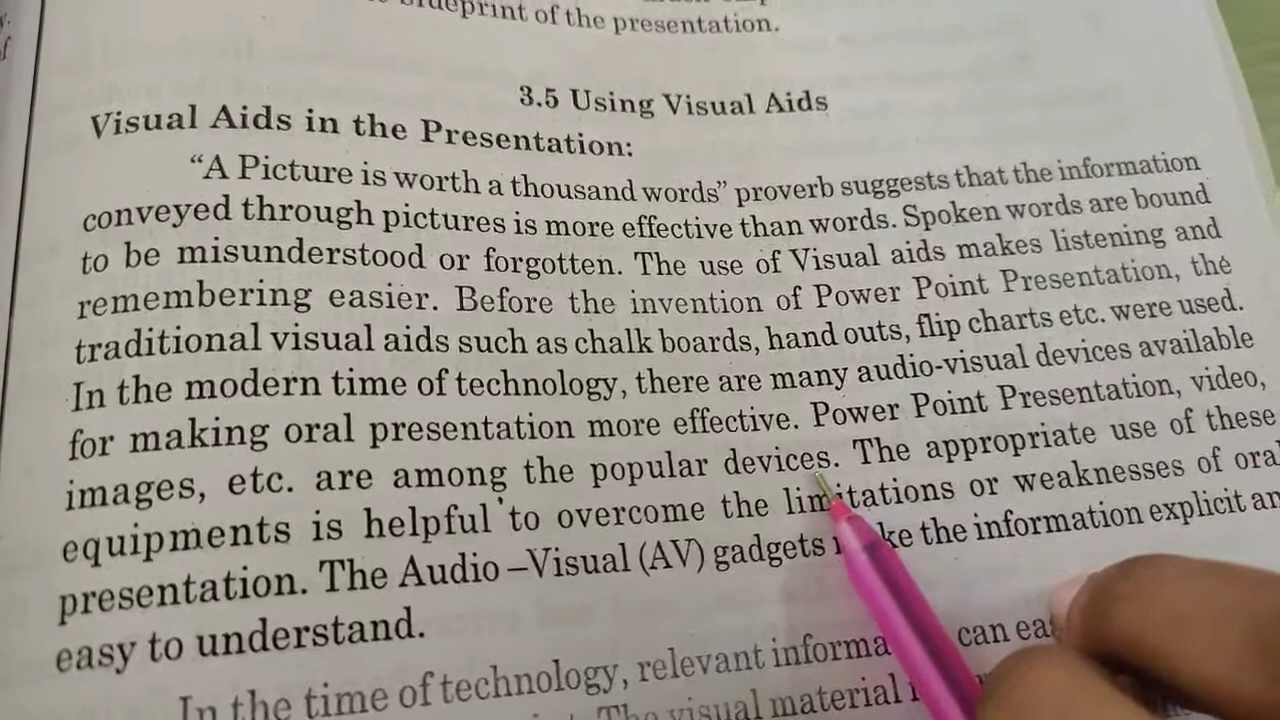 blueprint of the presentation.
3.5 Using Visual Aids
Visual Aids in the Presentation:
“A Picture is worth a thousand words” proverb suggests that the information
conveyed through pictures is more effective than words. Spoken words are bound
to be misunderstood or forgotten. The use of Visual aids makes listening and
remembering easier. Before the invention of Power Point Presentation, the
traditional visual aids such as chalk boards, hand outs, flip charts etc. were used.
In the modern time of technology, there are many audio-visual devices available
for making oral presentation more effective. Power Point Presentation, video,
images, etc. are among the popular devices. The appropriate use of these
equipments is helpful to overcome the limitations or weaknesses of oral
presentation. The Audio –Visual (AV) gadgets the information explicit
easy to understand.
In the time of technology, relevant can
The visual material